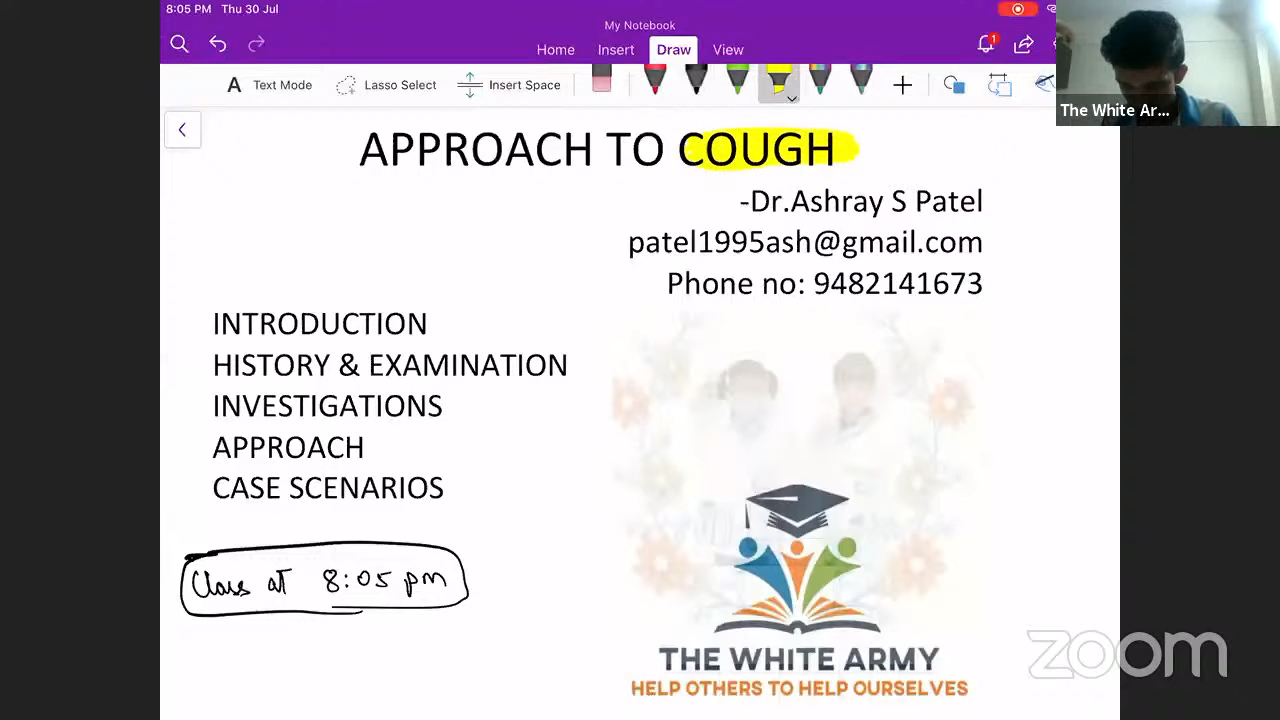 8:05 PM Thu 30 Jul
My Notebook
Home Insert Draw View
1
A Text Mode Lasso Select Insert Space
The White Ar...
APPROACH TO COUGH
-Dr.Ashray S Patel
patel1995ash@gmail.com
Phone no: 9482141673
INTRODUCTION
HISTORY & EXAMINATION
INVESTIGATIONS
APPROACH
CASE SCENARIOS
Class at 8:05 pm
THE WHITE ARMY
HELP OTHERS TO HELP OURSELVES
zoom